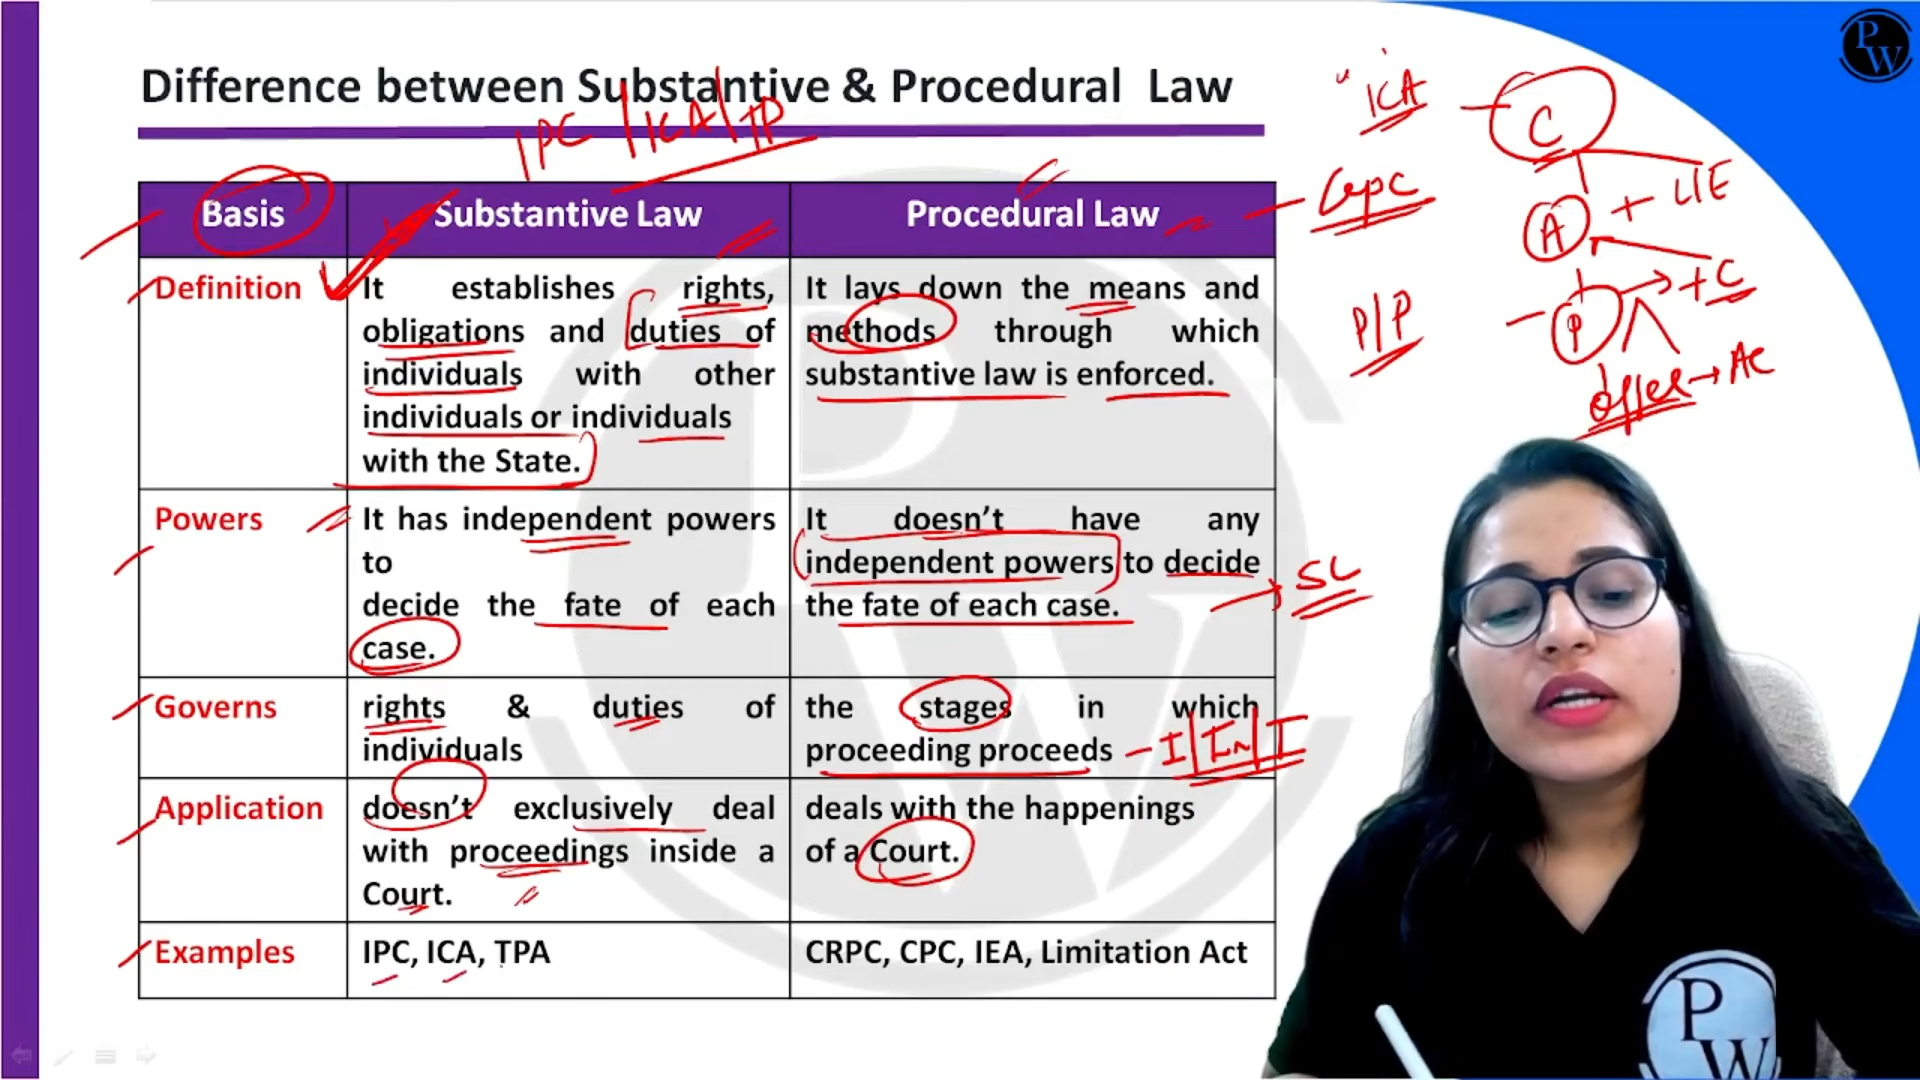 Difference between Substantive & Procedural Law
IPC | ICA | TP
Basis
Substantive Law
Procedural Law
Definition
It establishes rights,
obligations and duties of
individuals with other
individuals or individuals
with the State.
It lays down the means and
methods through which
substantive law is enforced.
Powers
It has independent powers
to
decide the fate of each
case.
It doesn't have any
independent powers to decide
the fate of each case.
Governs
rights & duties of
individuals
the stages in which
proceeding proceeds
I | In | I
Application
doesn't exclusively deal
with proceedings inside a
Court.
deals with the happenings
of a Court.
Examples
IPC, ICA, TPA
CRPC, CPC, IEA, Limitation Act
ICA
C
A + LIE
P + C
P|P
offer → Ac
SL
PW
PW